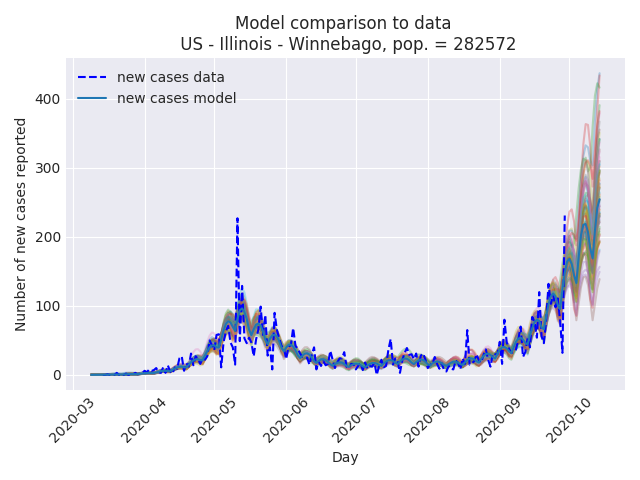 Model comparison to data
US - Illinois - Winnebago, pop. = 282572
new cases data
new cases model
Number of new cases reported
400
300
200
100
0
2020-03
2020-04
2020-05
2020-06
2020-07
2020-08
2020-09
2020-10
Day